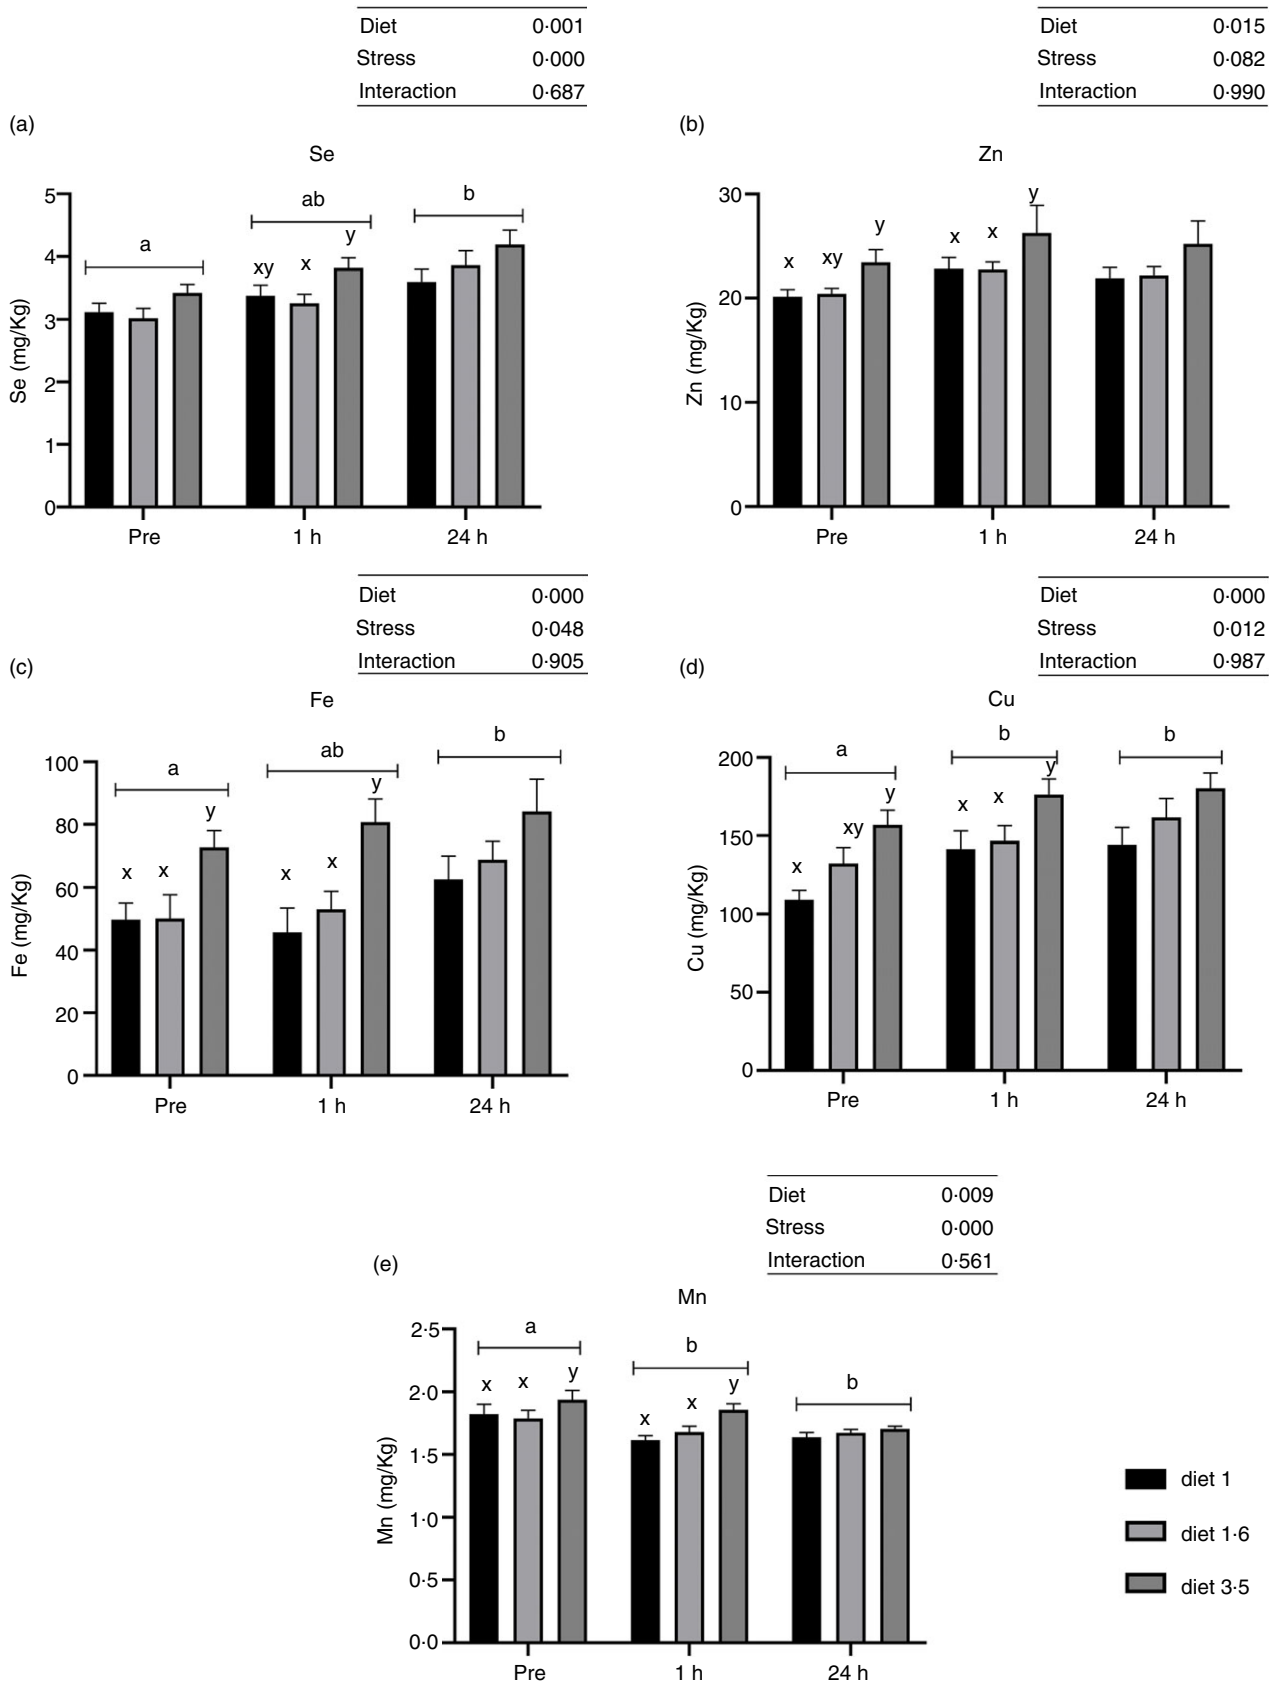 Diet 0·001
Stress 0·000
Interaction 0·687
(a)
Se
5
4
3
2
1
0
Se (mg/Kg)
a
ab
b
xy
x
y
Pre
1 h
24 h
Diet 0·015
Stress 0·082
Interaction 0·990
(b)
Zn
30
20
10
0
Zn (mg/Kg)
x
xy
y
x
x
y
Pre
1 h
24 h
Diet 0·000
Stress 0·048
Interaction 0·905
(c)
Fe
100
80
60
40
20
0
Fe (mg/Kg)
a
ab
b
x
x
y
x
x
y
Pre
1 h
24 h
Diet 0·000
Stress 0·012
Interaction 0·987
(d)
Cu
200
150
100
50
0
Cu (mg/Kg)
a
b
b
x
xy
y
x
x
y
Pre
1 h
24 h
Diet 0·009
Stress 0·000
Interaction 0·561
(e)
Mn
2·5
2·0
1·5
1·0
0·5
0·0
Mn (mg/Kg)
a
b
b
x
x
y
x
x
y
Pre
1 h
24 h
diet 1
diet 1·6
diet 3·5